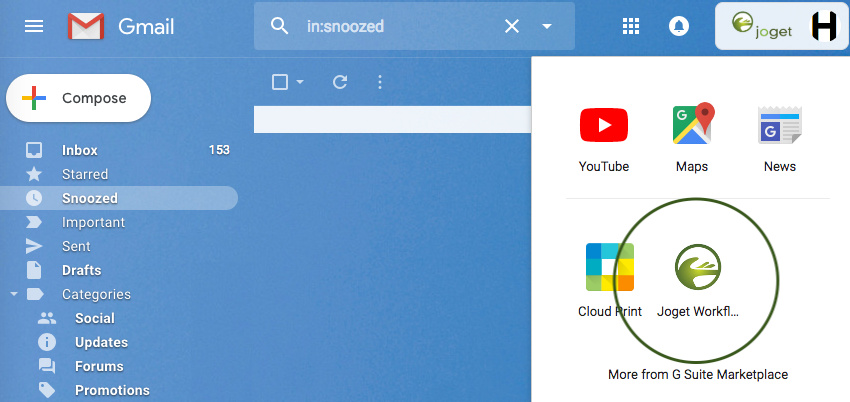 Gmail
in:snoozed
joget
H
Compose
Inbox 153
Starred
Snoozed
Important
Sent
Drafts
Categories
Social
Updates
Forums
Promotions
YouTube Maps News
Cloud Print Joget Workfl...
More from G Suite Marketplace